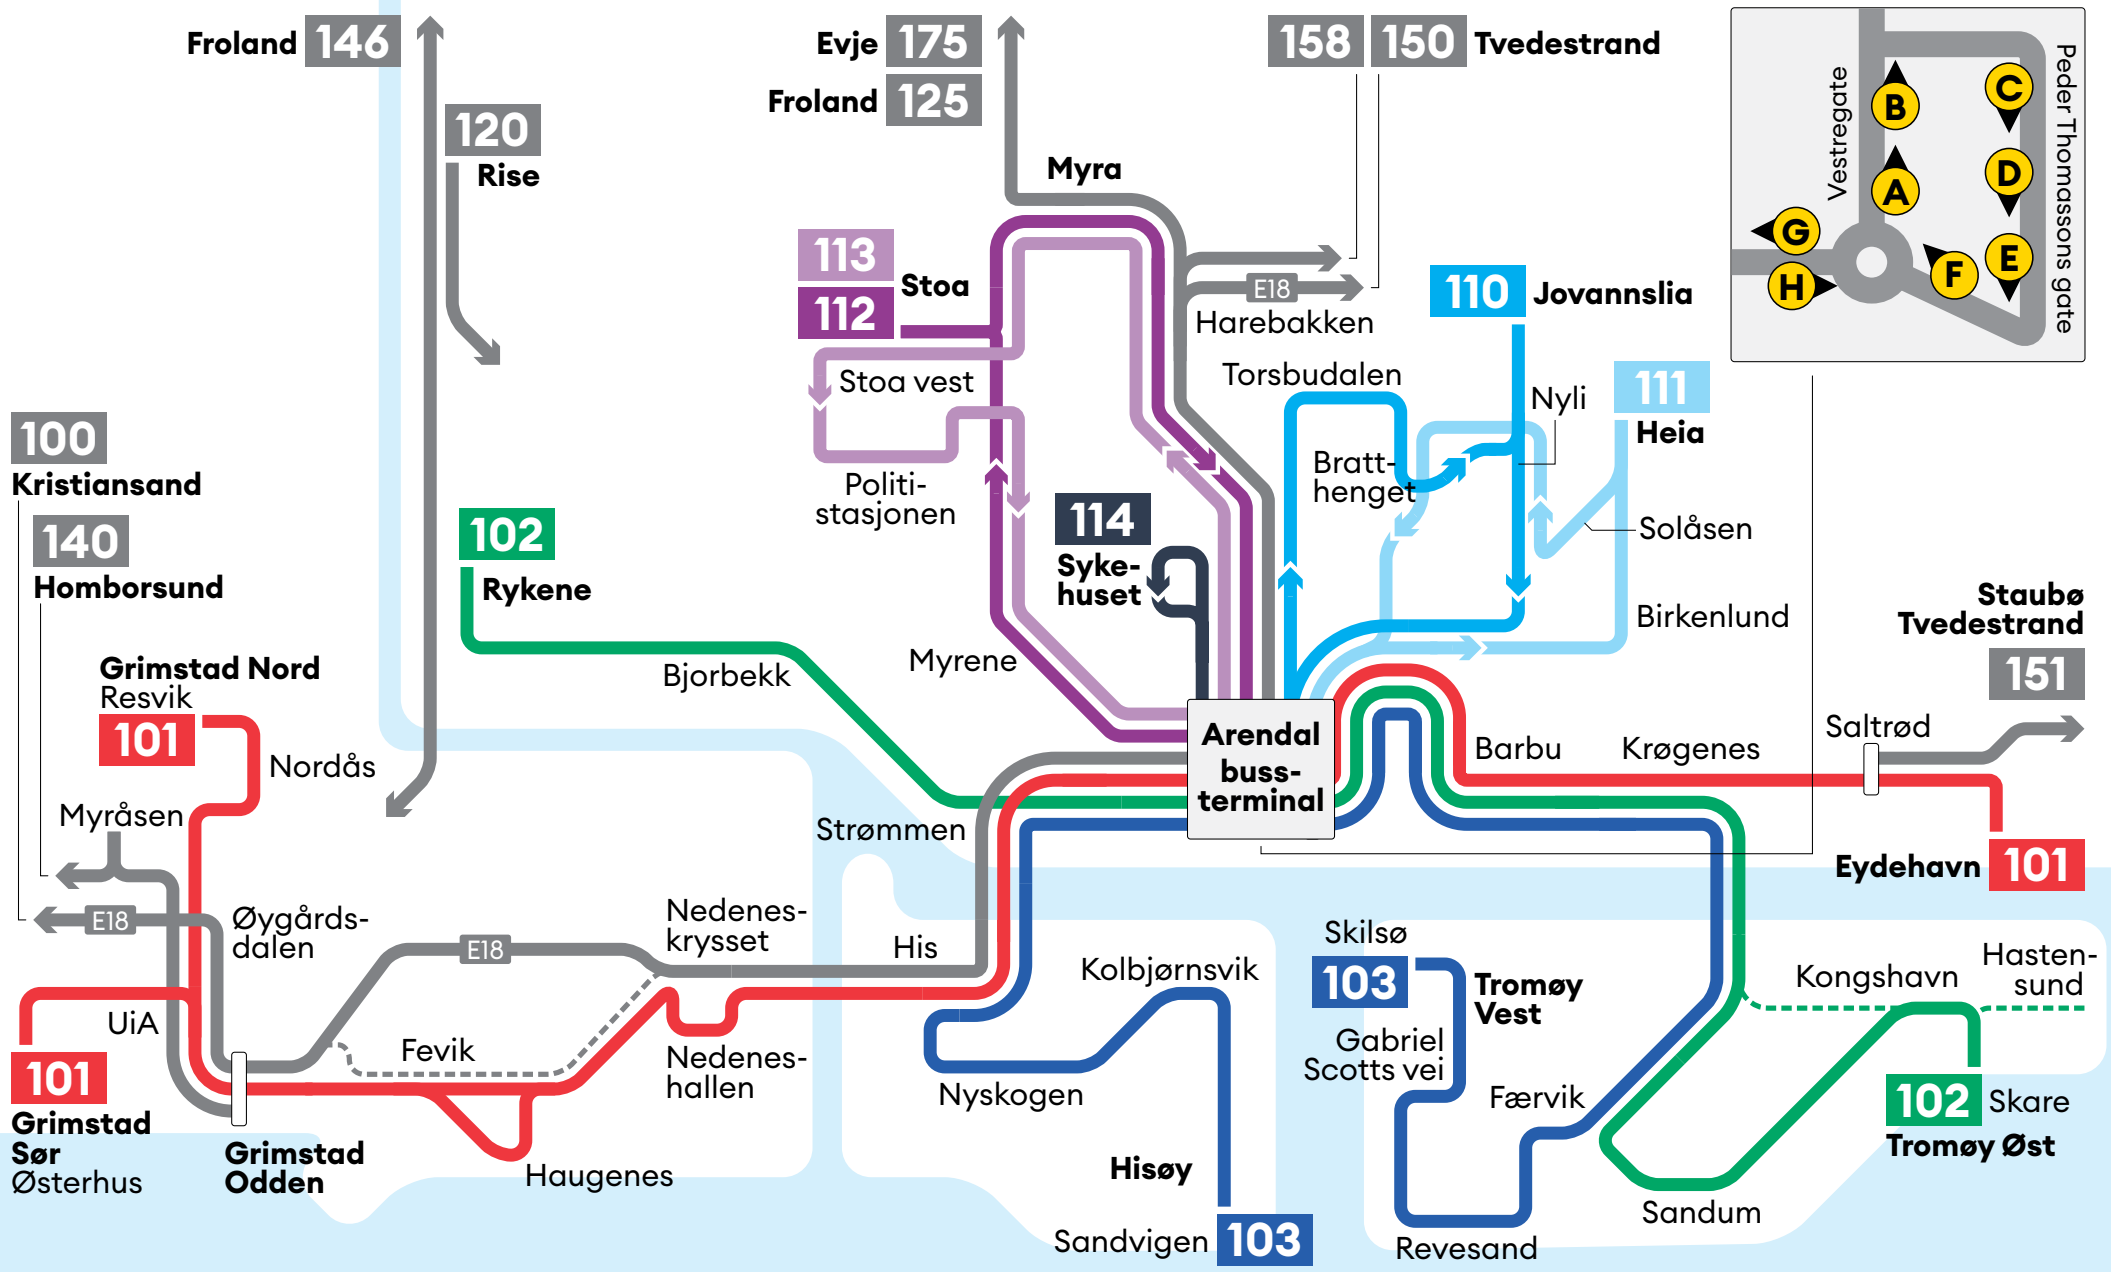 Froland 146
120
Rise
Evje 175
Froland 125
158 150 Tvedestrand
Myra
113
112
Stoa
Stoa vest
Politi-
stasjonen
E18
Harebakken
110 Jovannslia
Torsbudalen
Nyli
111
Heia
Bratt-
henget
Solåsen
Birkenlund
Vestregate
Peder Thomassons gate
A
B
C
D
E
F
G
H
100
Kristiansand
140
Homborsund
102
Rykene
114
Syke-
huset
Myrene
Bjorbekk
Grimstad Nord
Resvik
101
Nordås
Myråsen
Arendal
buss-
terminal
Barbu
Krøgenes
Saltrød
Staubø
Tvedestrand
151
Eydehavn 101
Strømmen
His
Nedenes-
krysset
E18
E18
Øygårds-
dalen
UiA
101
Grimstad
Sør
Østerhus
Grimstad
Odden
Fevik
Haugenes
Nedenes-
hallen
Kolbjørnsvik
Nyskogen
Hisøy
Sandvigen 103
Skilsø
103
Tromøy
Vest
Gabriel
Scotts vei
Færvik
Revesand
Sandum
Kongshavn
Hasten-
sund
102 Skare
Tromøy Øst